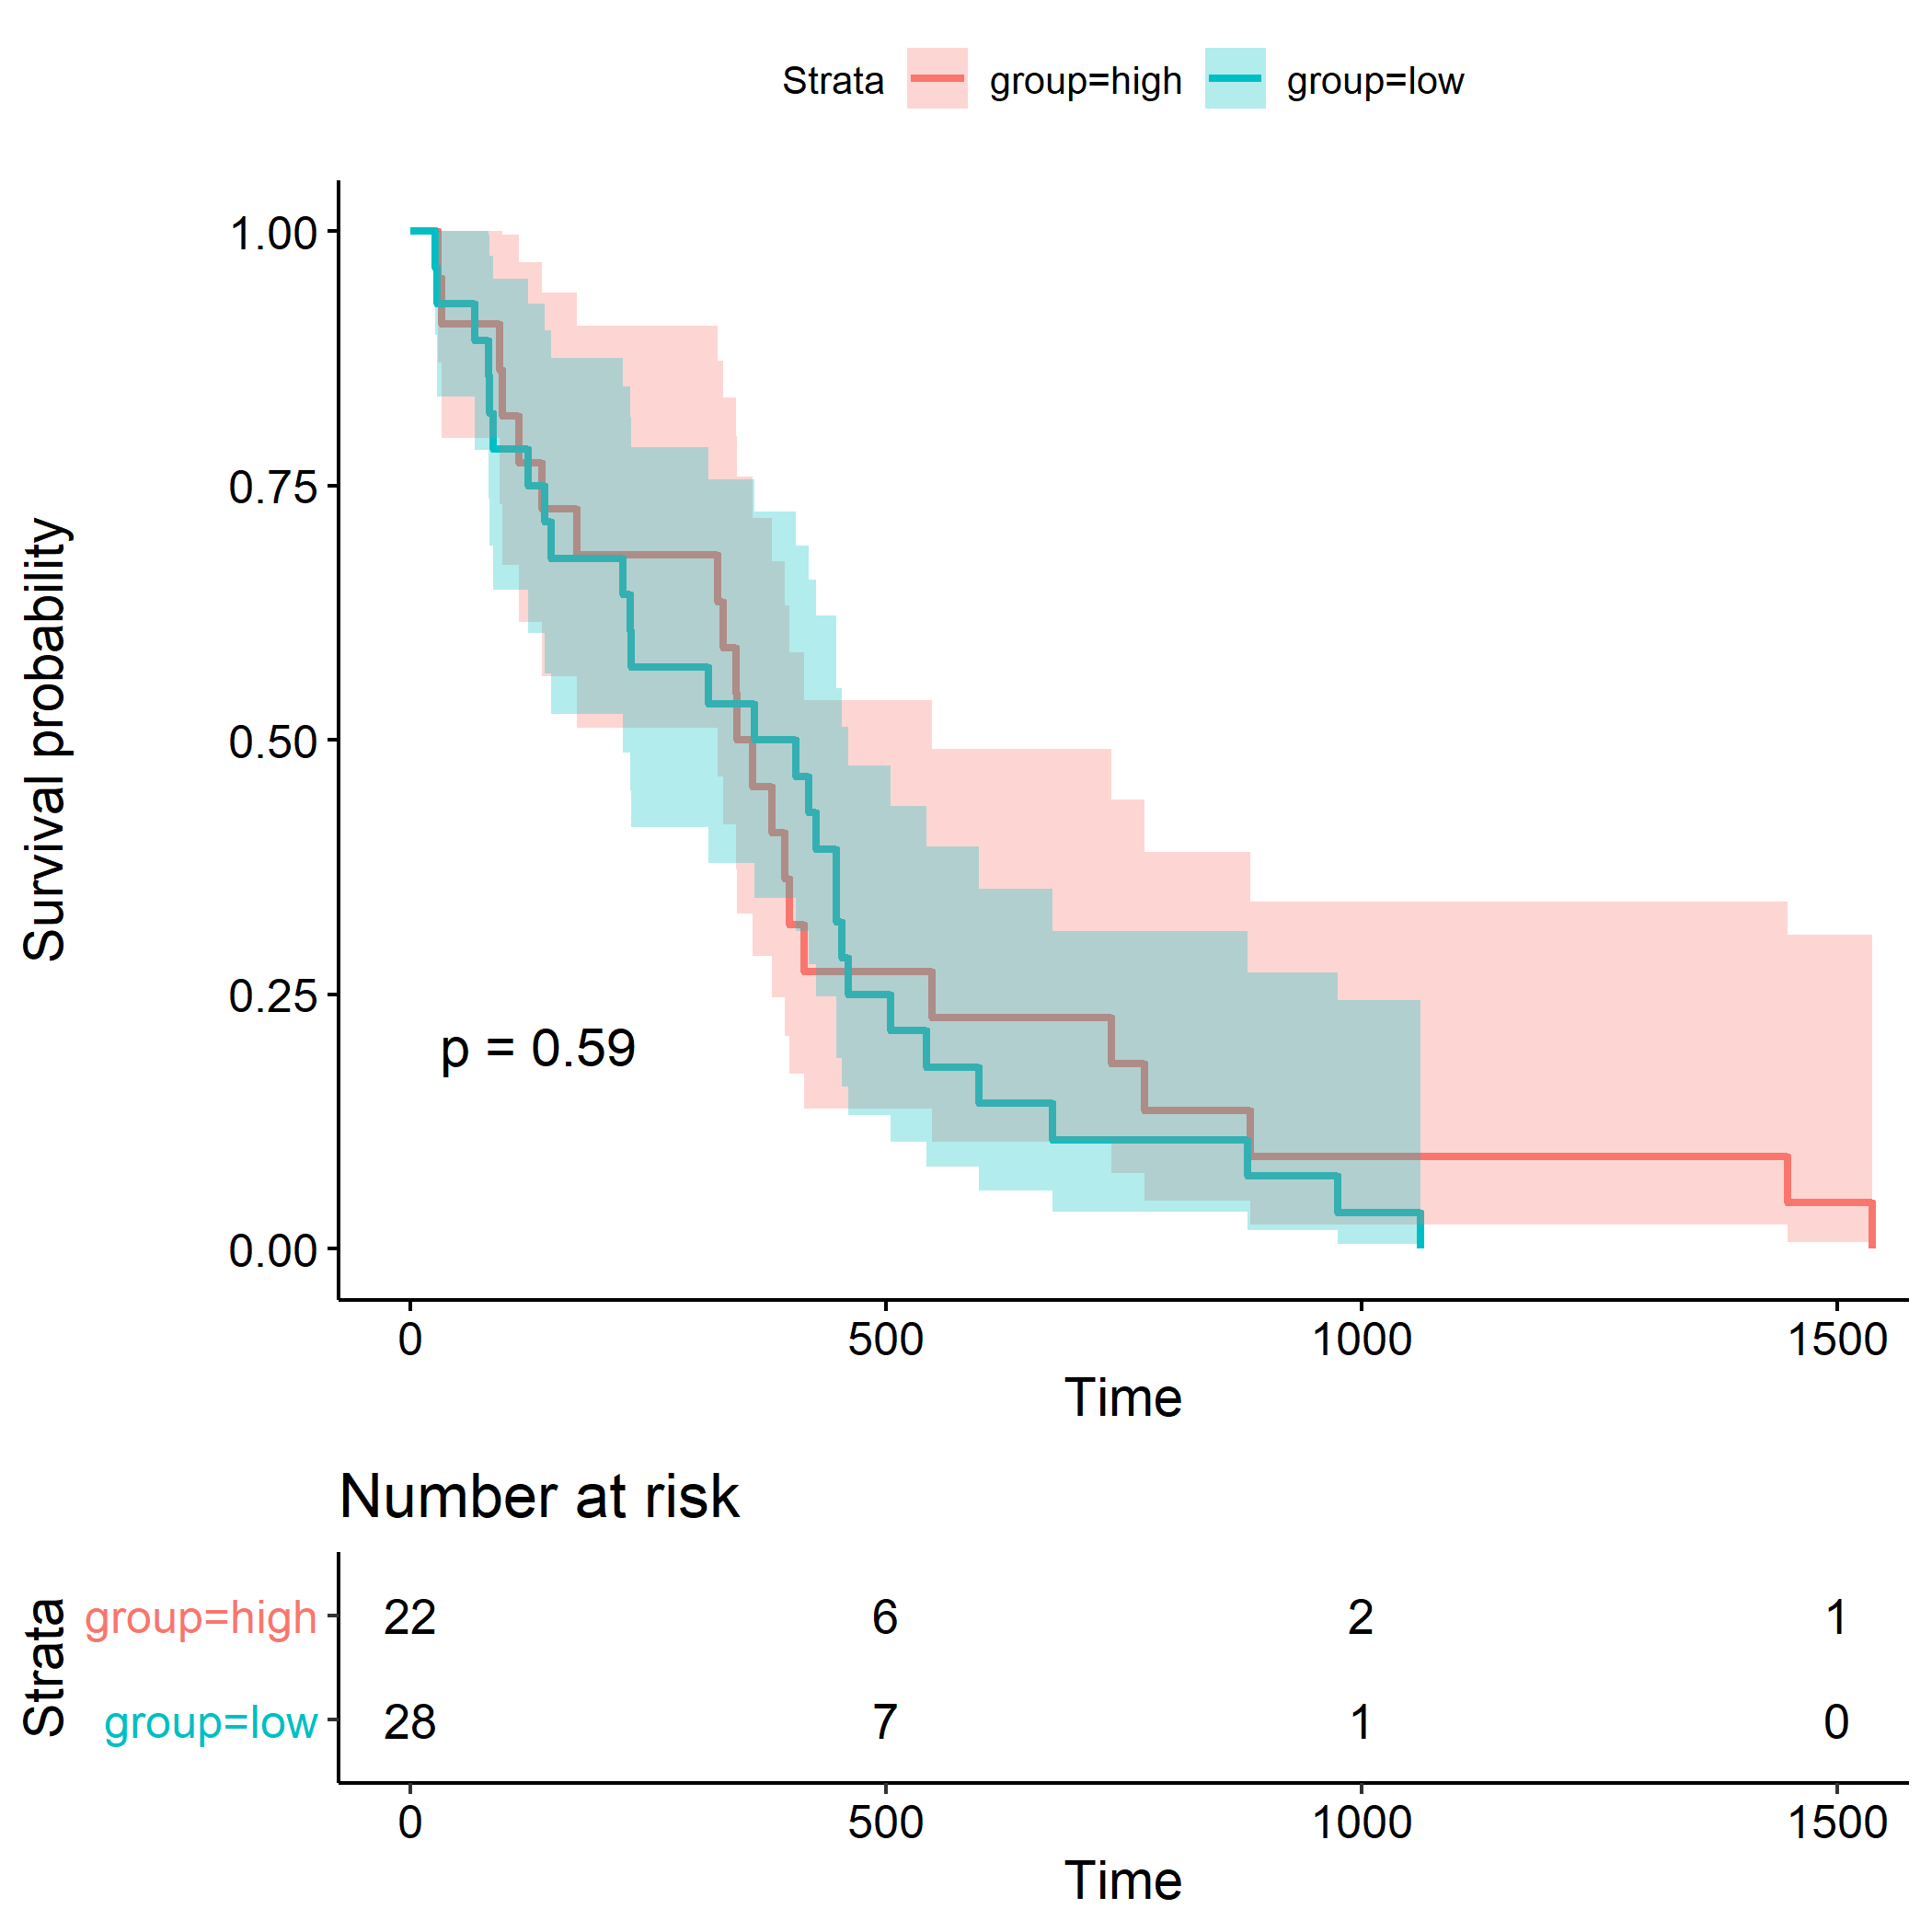 Strata group=high group=low
1.00
0.75
0.50
0.25
0.00
Survival probability
p = 0.59
0 500 1000 1500
Time
Number at risk
Strata
group=high 22 6 2 1
group=low 28 7 1 0
0 500 1000 1500
Time